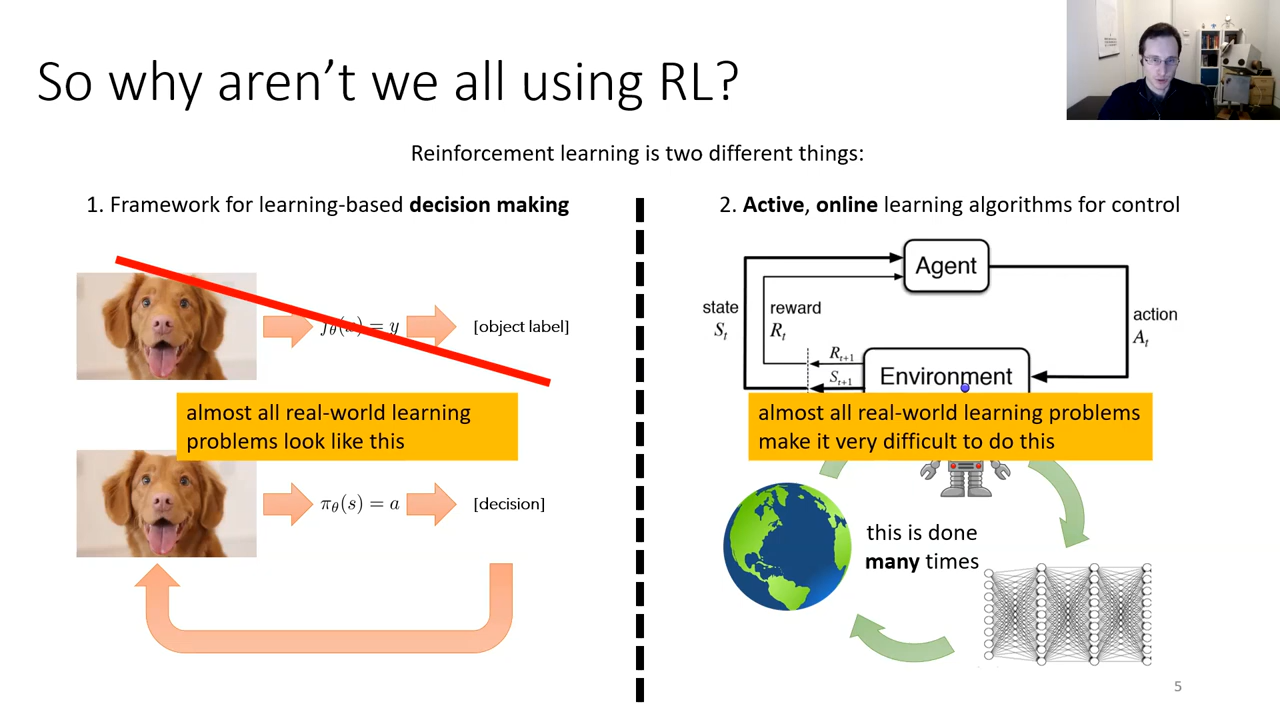 So why aren't we all using RL?
Reinforcement learning is two different things:
1. Framework for learning-based decision making
[object label]
almost all real-world learning
problems look like this
π_θ(s) = a
[decision]
2. Active, online learning algorithms for control
Agent
state
S_t
reward
R_t
action
A_t
R_{t+1}
S_{t+1}
Environment
almost all real-world learning problems
make it very difficult to do this
this is done
many times
5